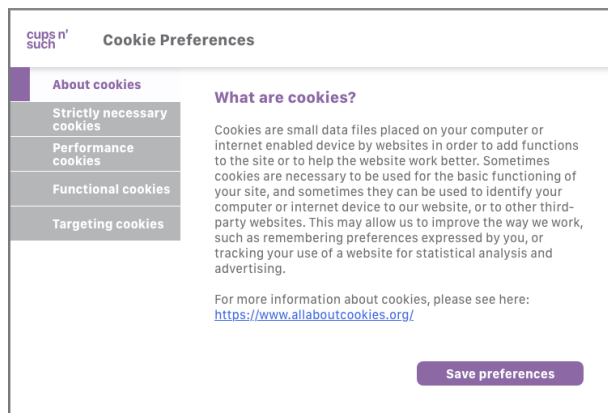 cups n'
such
Cookie Preferences
About cookies
Strictly necessary
cookies
Performance
cookies
Functional cookies
Targeting cookies
What are cookies?
Cookies are small data files placed on your computer or
internet enabled device by websites in order to add functions
to the site or to help the website work better. Sometimes
cookies are necessary to be used for the basic functioning of
your site, and sometimes they can be used to identify your
computer or internet device to our website, or to other third-
party websites. This may allow us to improve the way we work,
such as remembering preferences expressed by you, or
tracking your use of a website for statistical analysis and
advertising.
For more information about cookies, please see here:
https://www.allaboutcookies.org/
Save preferences